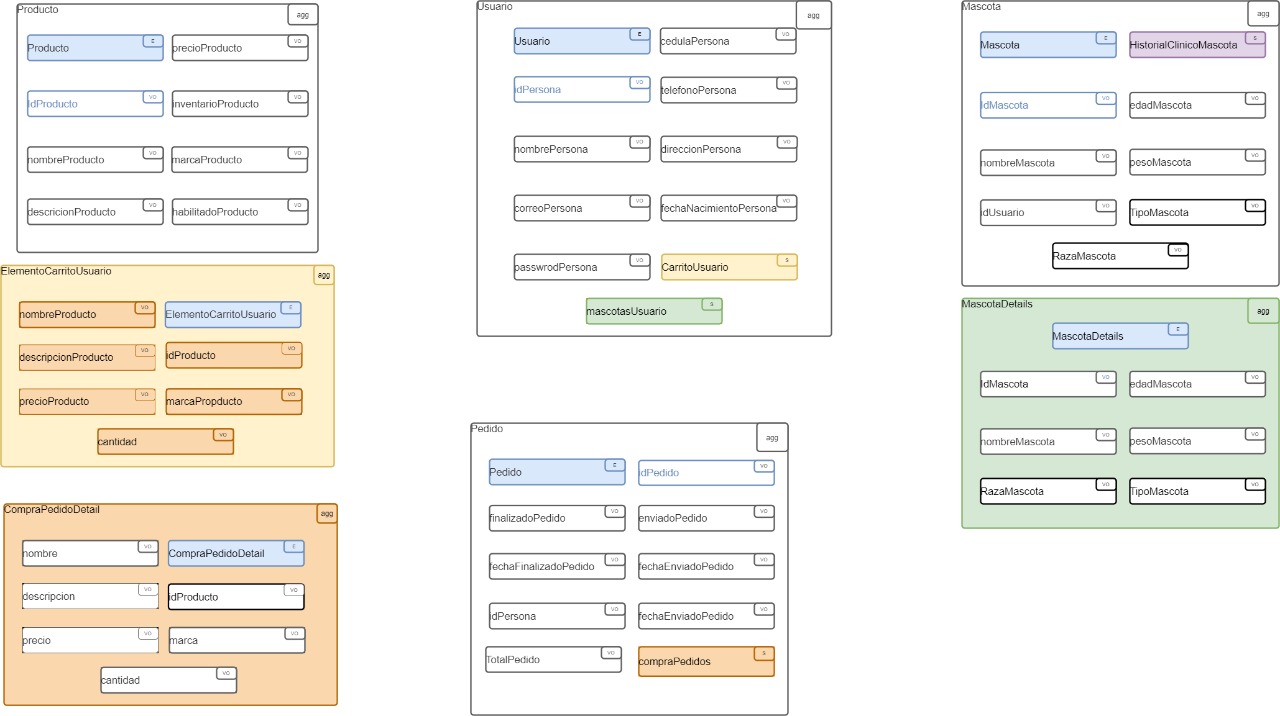 Producto
agg
Producto
E
precioProducto
VO
IdProducto
VO
inventarioProducto
VO
nombreProducto
VO
marcaProducto
VO
descricionProducto
VO
habilitadoProducto
VO
ElementoCarritoUsuario
agg
nombreProducto
VO
ElementoCarritoUsuario
E
descripcionProducto
VO
idProducto
VO
precioProducto
VO
marcaPropducto
VO
cantidad
VO
CompraPedidoDetail
agg
nombre
VO
CompraPedidoDetail
E
descripcion
VO
idProducto
VO
precio
VO
marca
VO
cantidad
VO
Usuario
agg
Usuario
E
cedulaPersona
VO
idPersona
VO
telefonoPersona
VO
nombrePersona
VO
direccionPersona
VO
correoPersona
VO
fechaNacimientoPersona
VO
passwrodPersona
VO
CarritoUsuario
S
mascotasUsuario
S
Pedido
agg
Pedido
E
idPedido
VO
finalizadoPedido
VO
enviadoPedido
VO
fechaFinalizadoPedido
VO
fechaEnviadoPedido
VO
idPersona
VO
fechaEnviadoPedido
VO
TotalPedido
VO
compraPedidos
S
Mascota
agg
Mascota
E
HistorialClinicoMascota
S
IdMascota
VO
edadMascota
VO
nombreMascota
VO
pesoMascota
VO
idUsuario
VO
TipoMascota
VO
RazaMascota
VO
MascotaDetails
agg
MascotaDetails
E
IdMascota
VO
edadMascota
VO
nombreMascota
VO
pesoMascota
VO
RazaMascota
VO
TipoMascota
VO